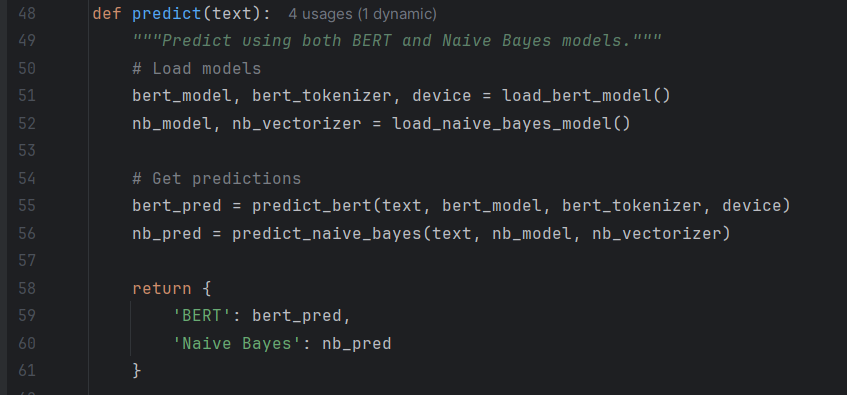 48 def predict(text): 4 usages (1 dynamic)
49 """Predict using both BERT and Naive Bayes models."""
50 # Load models
51 bert_model, bert_tokenizer, device = load_bert_model()
52 nb_model, nb_vectorizer = load_naive_bayes_model()
53
54 # Get predictions
55 bert_pred = predict_bert(text, bert_model, bert_tokenizer, device)
56 nb_pred = predict_naive_bayes(text, nb_model, nb_vectorizer)
57
58 return {
59 'BERT': bert_pred,
60 'Naive Bayes': nb_pred
61 }